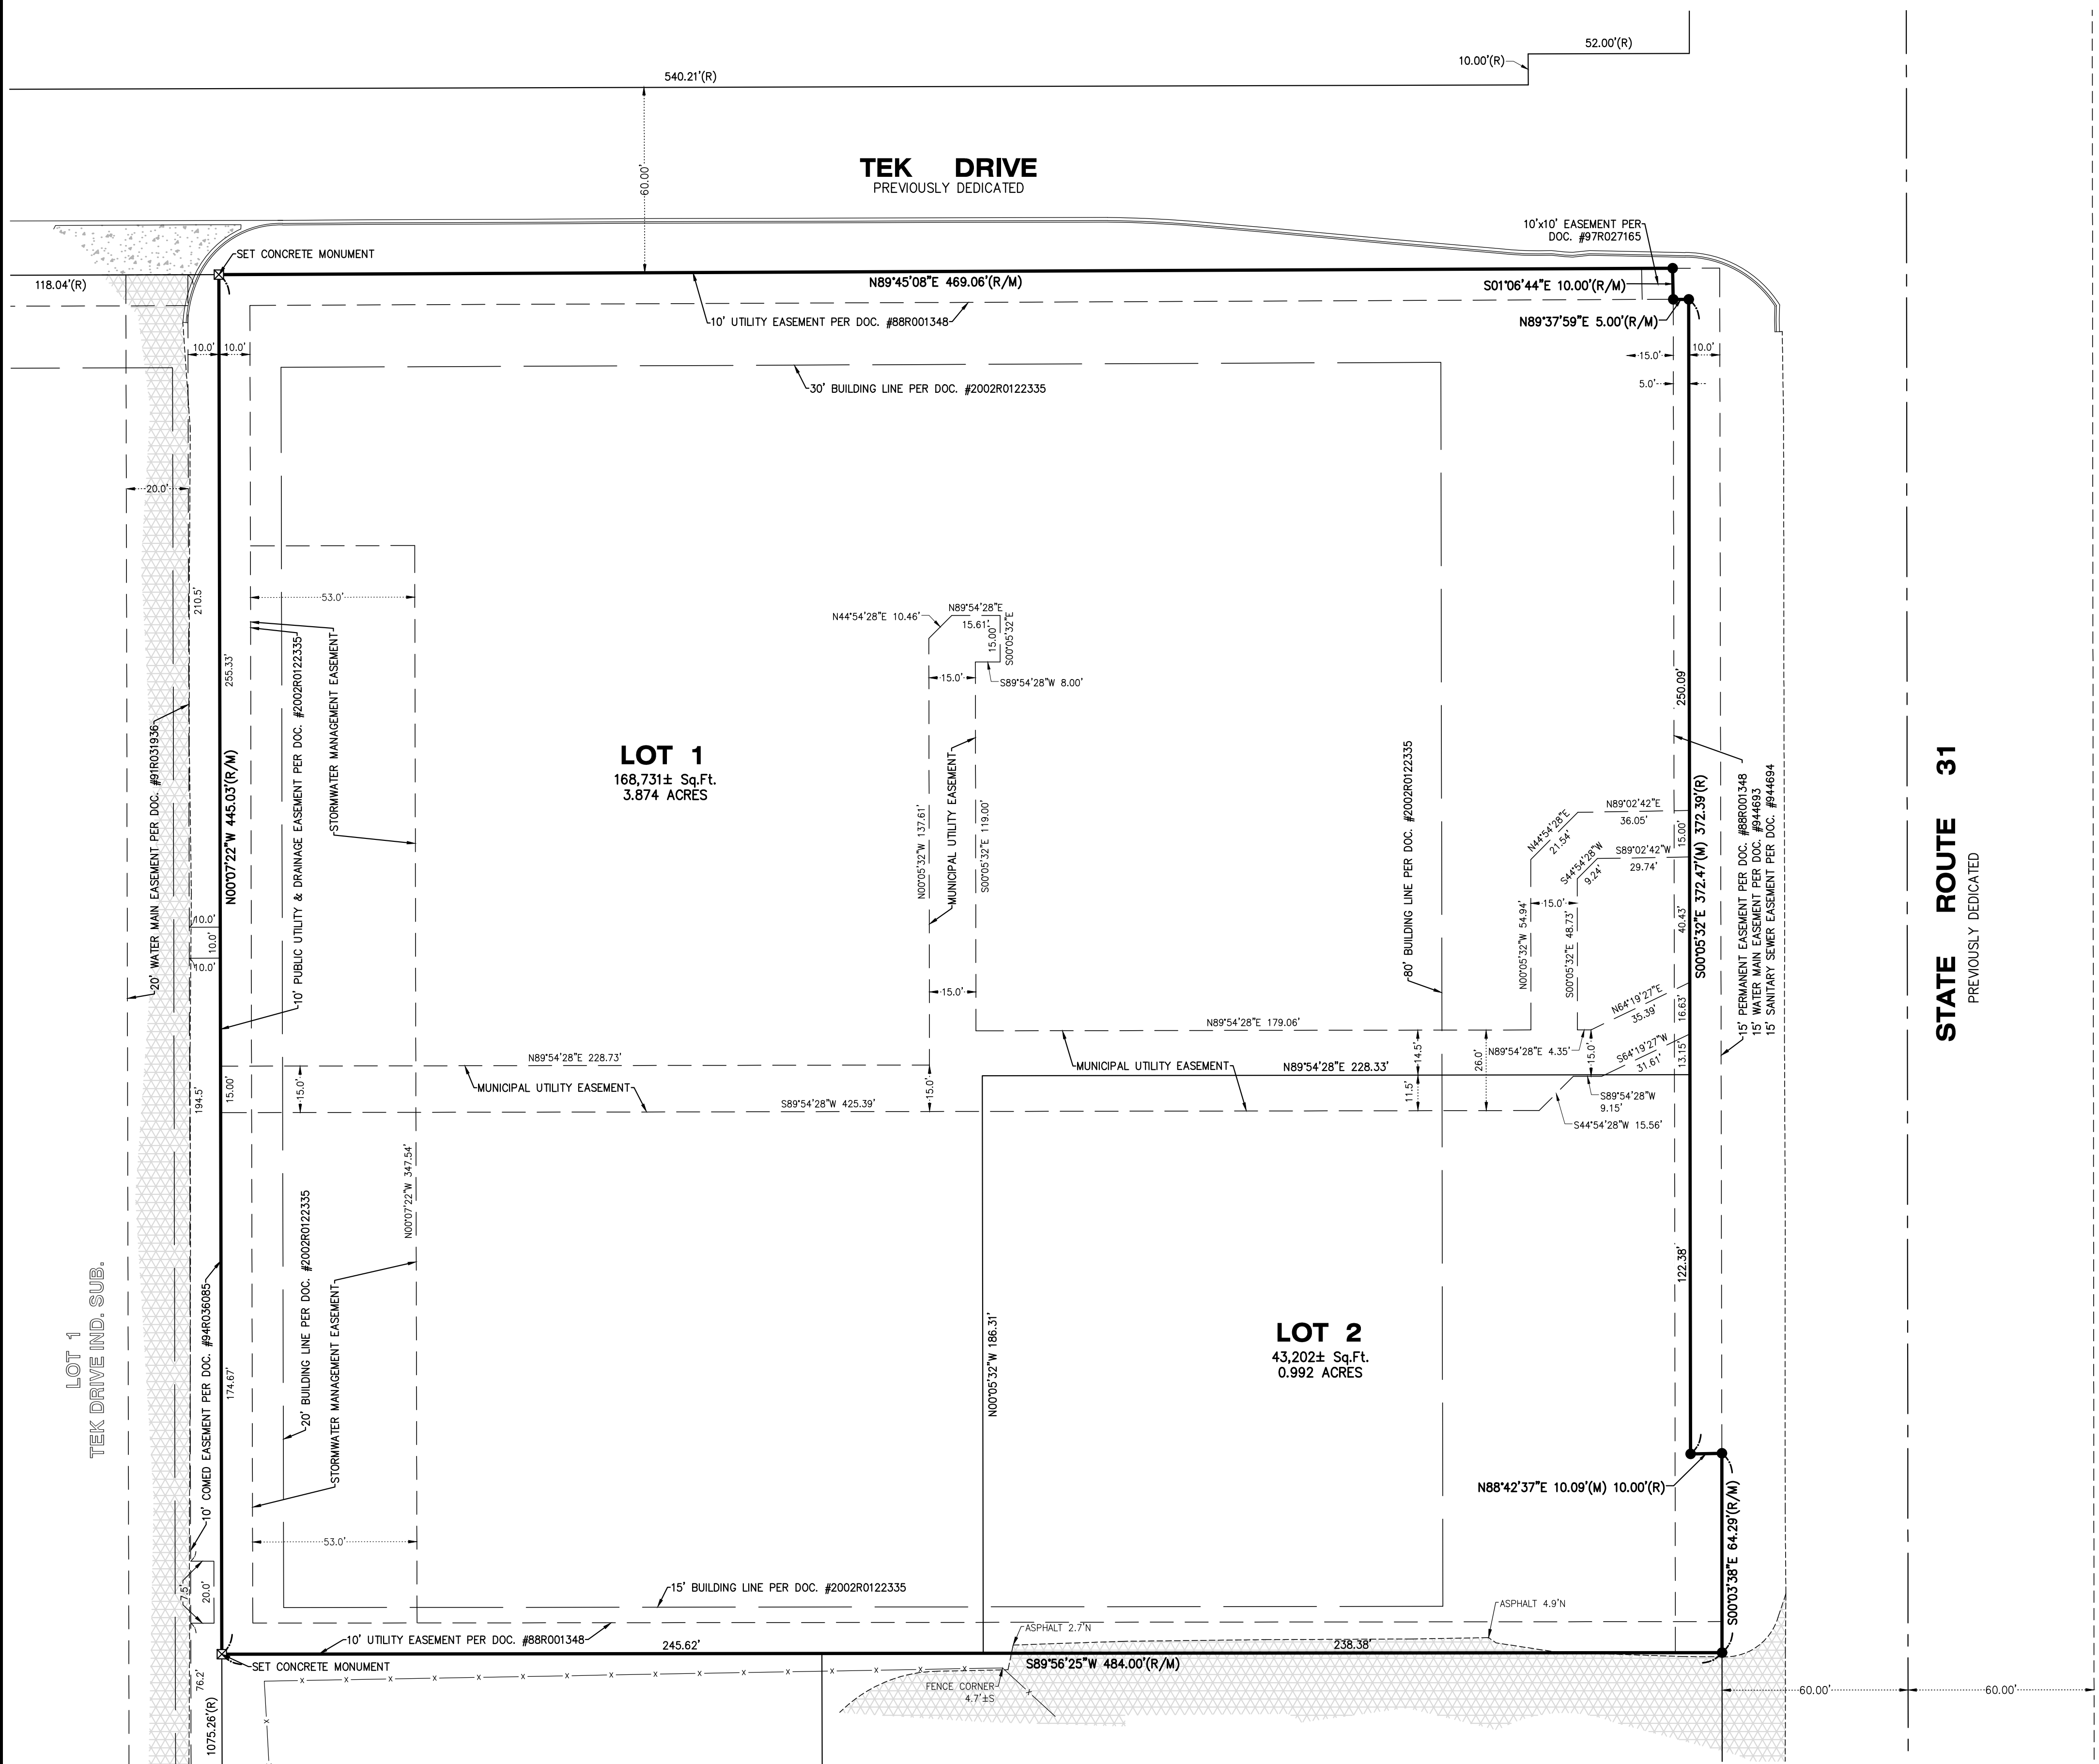 52.00'(R)
10.00'(R)
540.21'(R)
60.00'
TEK DRIVE
PREVIOUSLY DEDICATED
10'x10' EASEMENT PER
DOC. #97R027165
SET CONCRETE MONUMENT
118.04'(R)
N89°45'08"E 469.06'(R/M)
S01°06'44"E 10.00'(R/M)
10' UTILITY EASEMENT PER DOC. #88R001348
N89°37'59"E 5.00'(R/M)
10.0'
10.0'
15.0'
10.0'
5.0'
30' BUILDING LINE PER DOC. #2002R0122335
20.0'
210.5'
53.0'
N44°54'28"E 10.46'
N89°54'28"E
15.61'
15.00'
S00°05'32"E
S89°54'28"W 8.00'
15.0'
255.33'
250.09'
10' PUBLIC UTILITY & DRAINAGE EASEMENT PER DOC. #2002R0122335
STORMWATER MANAGEMENT EASEMENT
20' WATER MAIN EASEMENT PER DOC. #91R031936
N00°07'22"W 445.03'(R/M)
LOT 1
168,731± Sq.Ft.
3.874 ACRES
N00°05'32"W 137.61'
MUNICIPAL UTILITY EASEMENT
S00°05'32"E 119.00'
80' BUILDING LINE PER DOC. #2002R0122335
N89°02'42"E
36.05'
N44°54'28"E
21.54'
15.00'
S89°02'42"W
29.74'
S44°54'28"W
9.24'
15.0'
N00°05'32"W 54.94'
S00°05'32"E 48.73'
40.43'
S00°05'32"E 372.47'(M) 372.39'(R)
15' PERMANENT EASEMENT PER DOC. #88R001348
15' WATER MAIN EASEMENT PER DOC. #944693
15' SANITARY SEWER EASEMENT PER DOC. #944694
STATE ROUTE 31
PREVIOUSLY DEDICATED
10.0'
10.0'
10.0'
15.0'
N64°19'27"E
35.39'
16.63'
N89°54'28"E 179.06'
N89°54'28"E 228.73'
14.5'
26.0'
N89°54'28"E 4.35'
15.0'
S64°19'27"W
31.61'
13.15'
MUNICIPAL UTILITY EASEMENT
N89°54'28"E 228.33'
MUNICIPAL UTILITY EASEMENT
194.5'
15.00'
15.0'
15.0'
11.5'
S89°54'28"W 425.39'
S89°54'28"W
9.15'
S44°54'28"W 15.56'
N00°07'22"W 347.54'
20' BUILDING LINE PER DOC. #2002R0122335
STORMWATER MANAGEMENT EASEMENT
122.38'
LOT 1
TEK DRIVE IND. SUB.
10' COMED EASEMENT PER DOC. #94R036085
174.67'
N00°05'32"W 186.31'
LOT 2
43,202± Sq.Ft.
0.992 ACRES
N88°42'37"E 10.09'(M) 10.00'(R)
S00°03'38"E 64.29'(R/M)
53.0'
7.5'
20.0'
15' BUILDING LINE PER DOC. #2002R0122335
ASPHALT 4.9'N
ASPHALT 2.7'N
10' UTILITY EASEMENT PER DOC. #88R001348
245.62'
238.38'
SET CONCRETE MONUMENT
S89°56'25"W 484.00'(R/M)
FENCE CORNER
4.7'±S
76.2'
1075.26'(R)
60.00'
60.00'